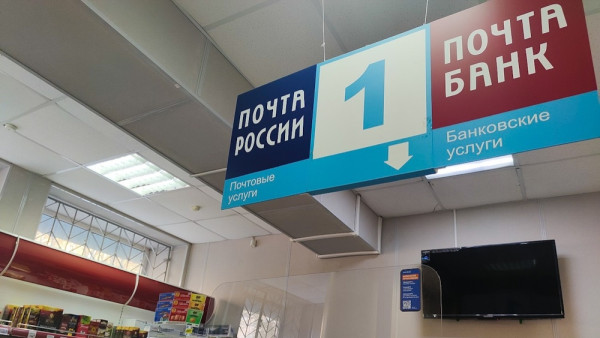 ПОЧТА
РОССИИ
Почтовые
услуги
1
ПОЧТА
БАНК
Банковские
услуги